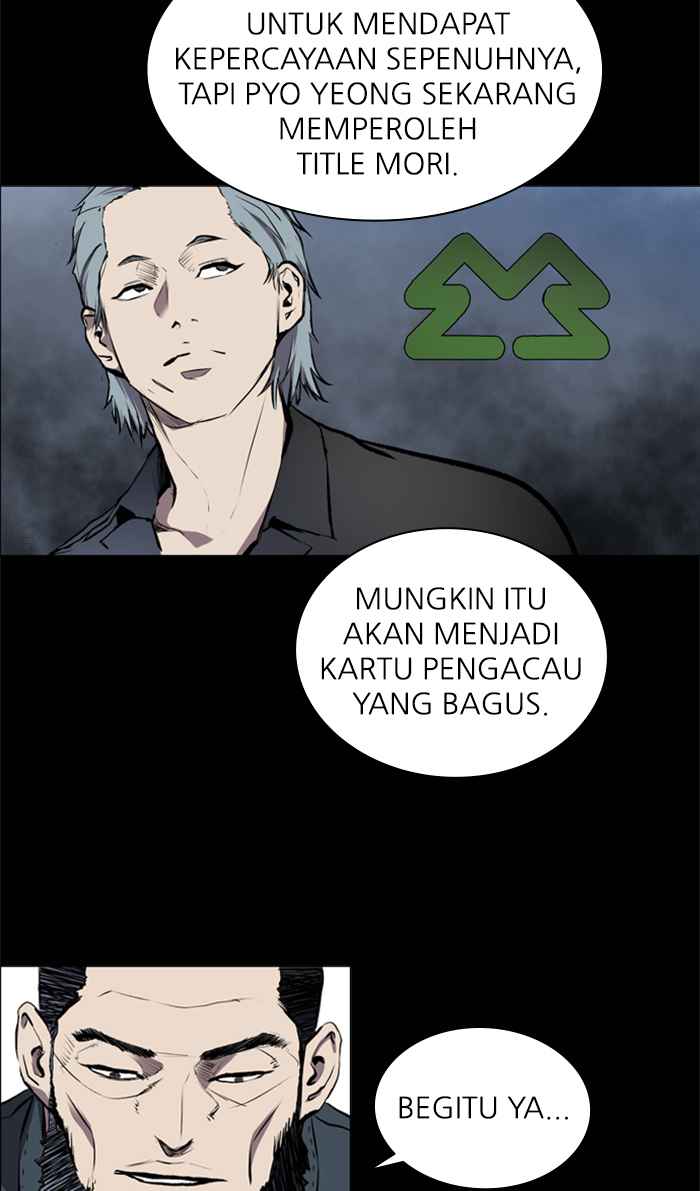 UNTUK MENDAPAT
KEPERCAYAAN SEPENUHNYA,
TAPI PYO YEONG SEKARANG
MEMPEROLEH
TITLE MORI.
MUNGKIN ITU
AKAN MENJADI
KARTU PENGACAU
YANG BAGUS.
BEGITU YA...